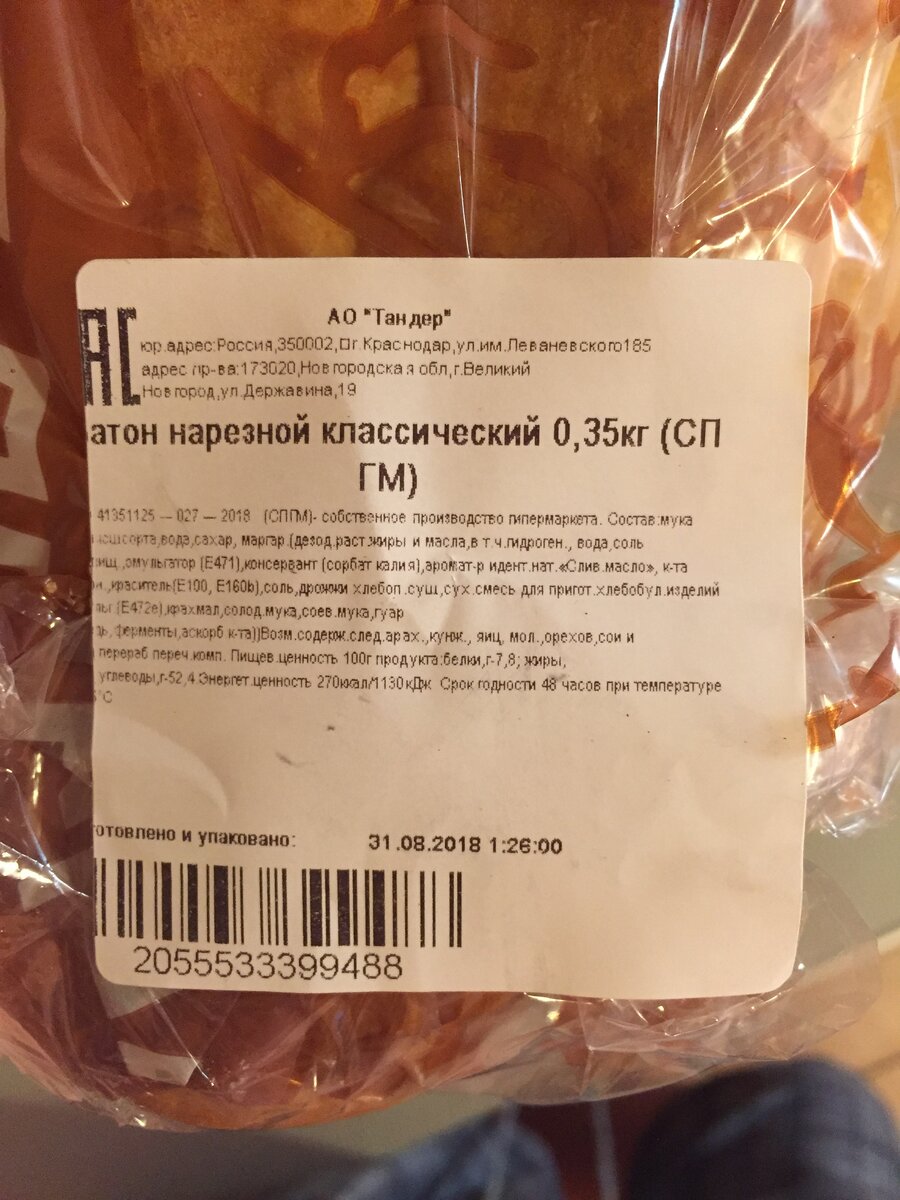 АО "Тандер"
юр.адрес:Россия,350002,□г.Краснодар,ул.им.Леваневского185
адрес пр-ва:173020,Новгородская обл,г.Великий
Новгород,ул.Державина,19
атон нарезной классический 0,35кг (СП
ГМ)
41351125 — 027 — 2018 (СПГМ)- собственное производство гипермаркета. Состав:мука
вода,сахар, маргар.(дезод.раст.жиры и масла,в т.ч.гидроген., вода,соль
пищ.,эмульгатор (Е471),консервант (сорбат калия),аромат-р идент.нат.«Слив.масло», к-та
,краситель(Е100, Е160b),соль,дрожжи хлебоп.суш,сух.смесь для пригот.хлебобул.изделий
(Е472е),крахмал,солод.мука,соев.мука,гуар
ферменты,аскорб к-та))Возм.содерж.след.арах.,кунж., яиц, мол.,орехов,сои и
перераб переч.комп. Пищев.ценность 100г продукта:белки,г-7,8; жиры,
углеводы,г-52,4 Энергет.ценность 270ккал/1130кДж Срок годности 48 часов при температуре
°С
готовлено и упаковано: 31.08.2018 1:26:00
2055533399488